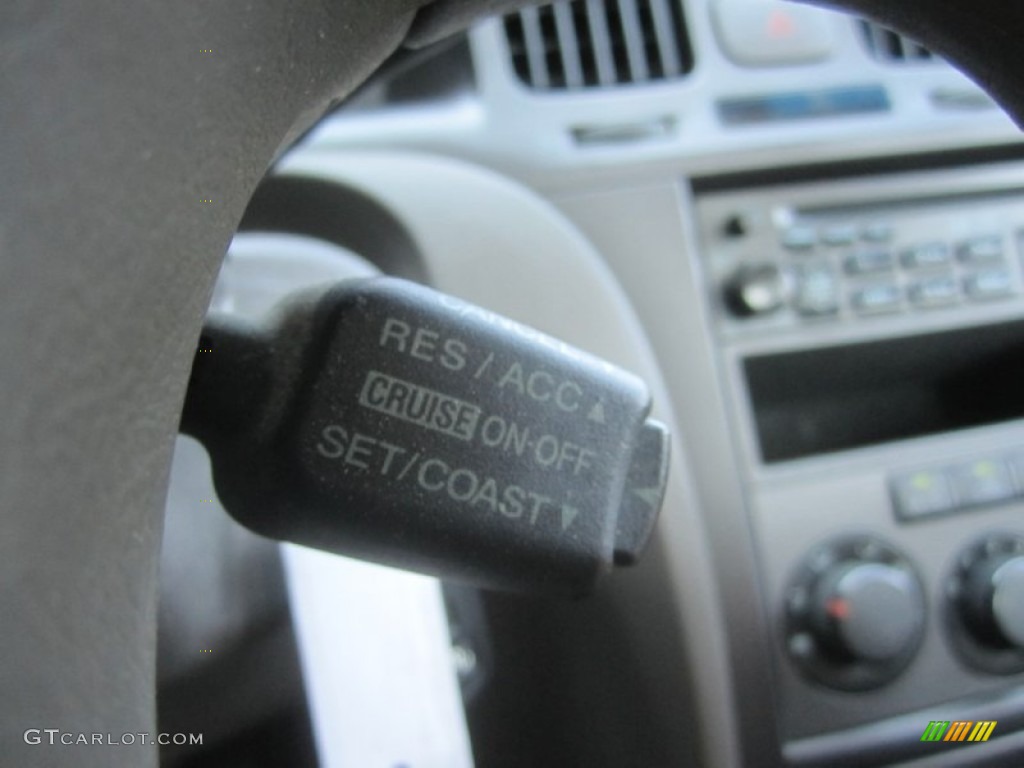 RES/ACC▲
CRUISE ON·OFF
SET/COAST▼
GTCARLOT.COM